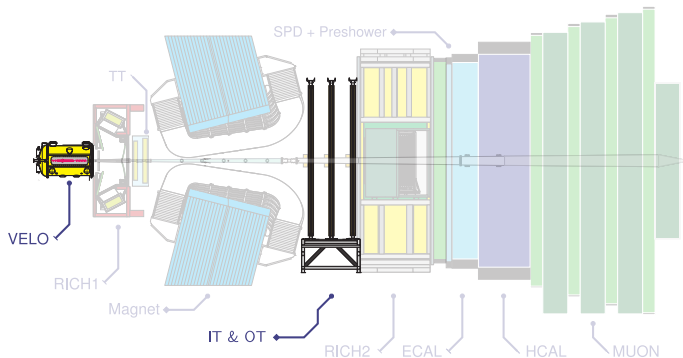 SPD + Preshower
TT
VELO
RICH1
Magnet
IT & OT
RICH2
ECAL
HCAL
MUON